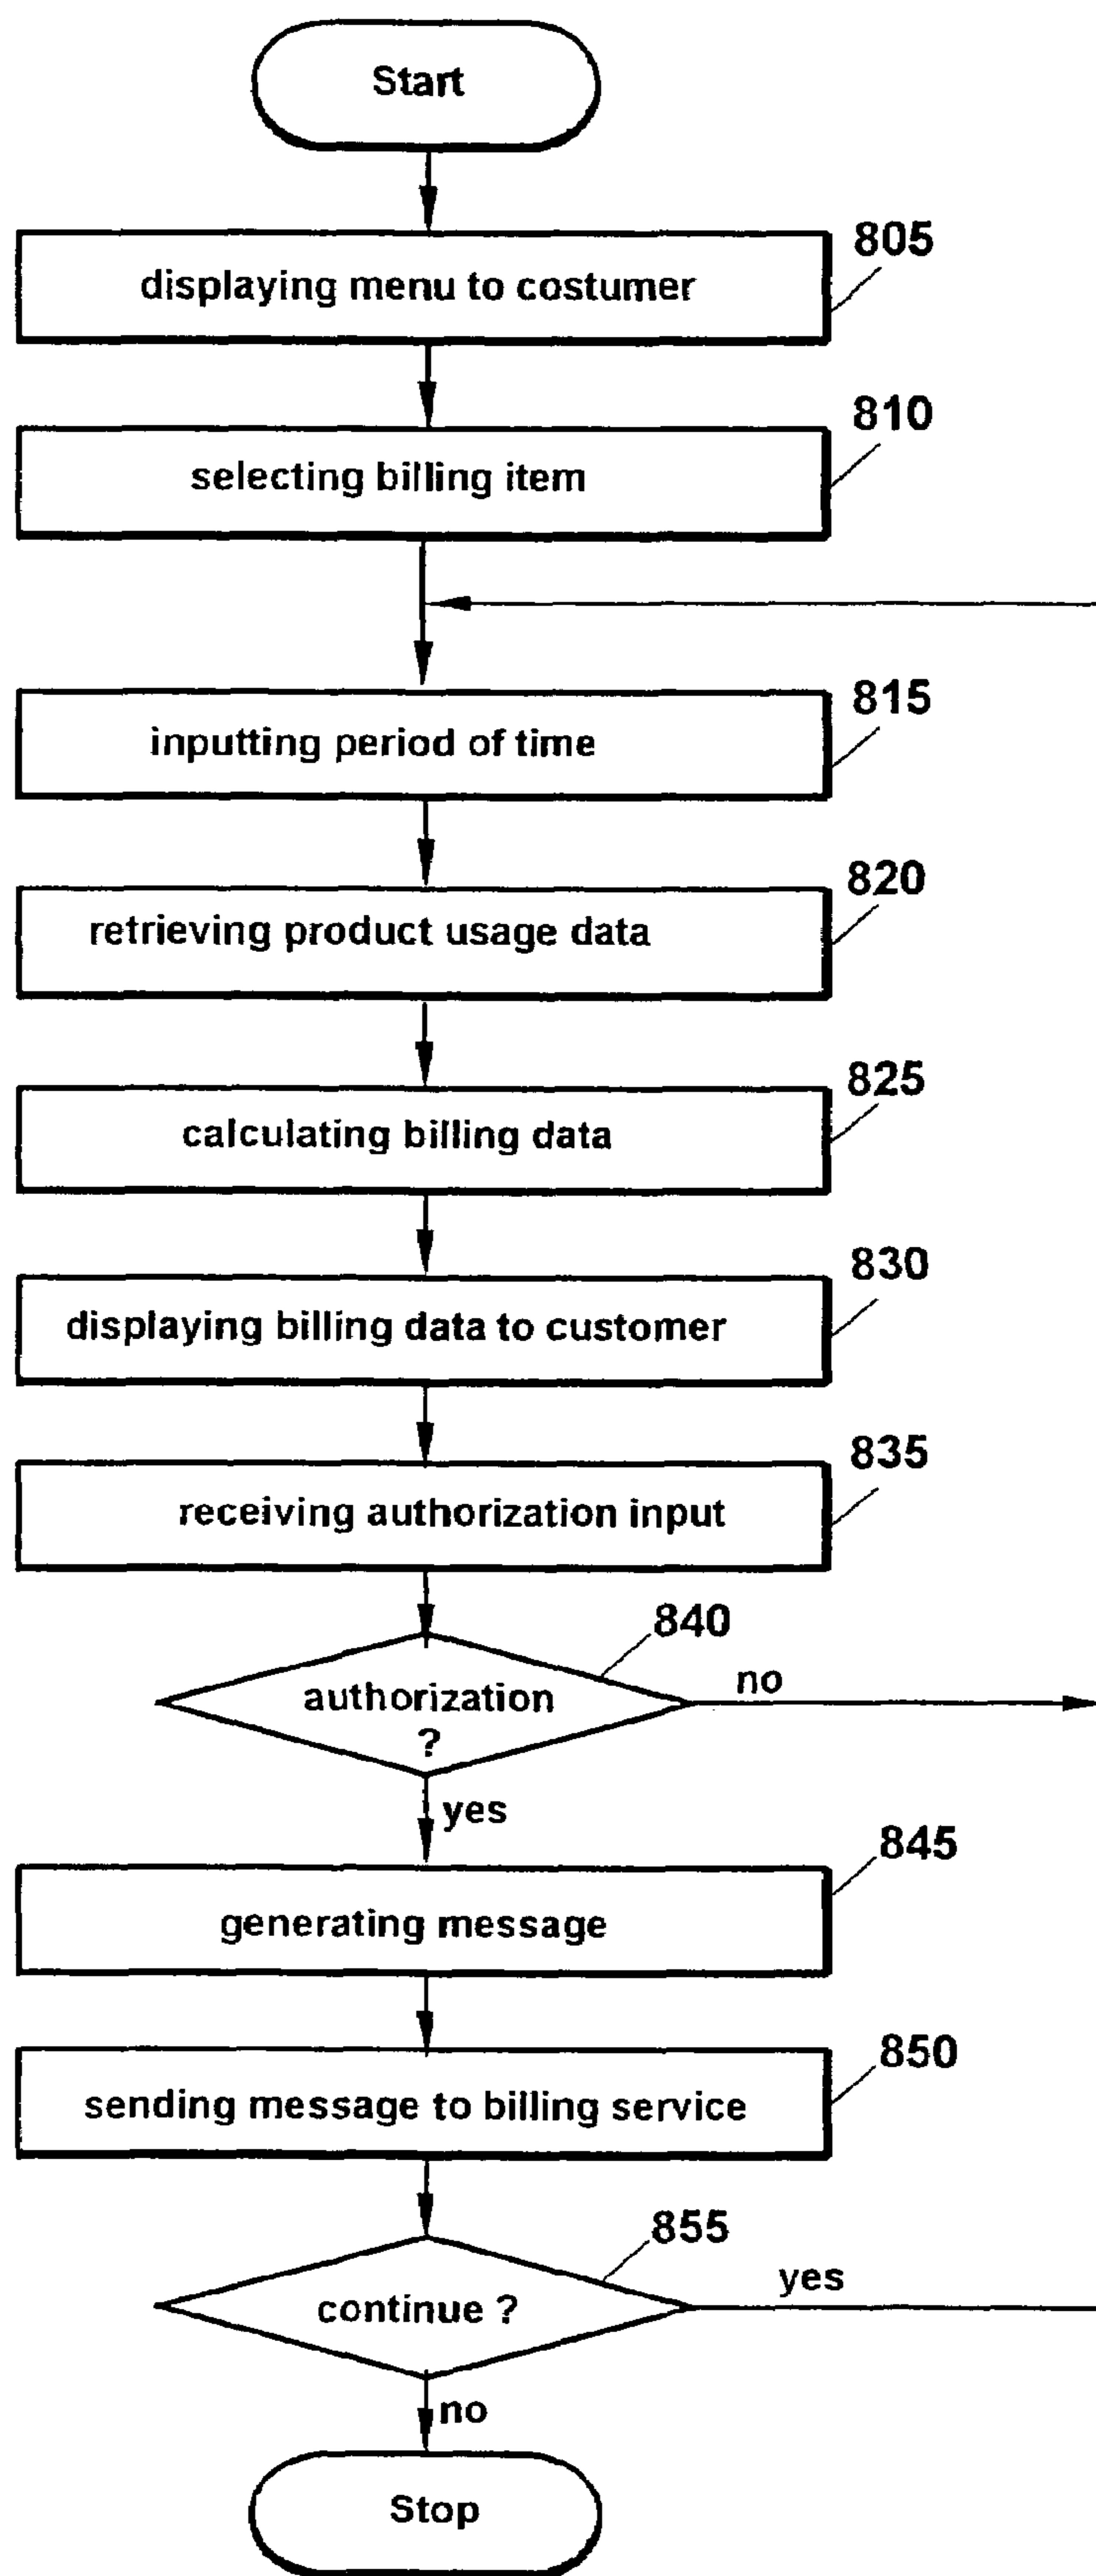 Start
805
displaying menu to costumer
810
selecting billing item
815
inputting period of time
820
retrieving product usage data
825
calculating billing data
830
displaying billing data to customer
835
receiving authorization input
840
authorization
?
no
yes
845
generating message
850
sending message to billing service
855
continue ?
yes
no
Stop